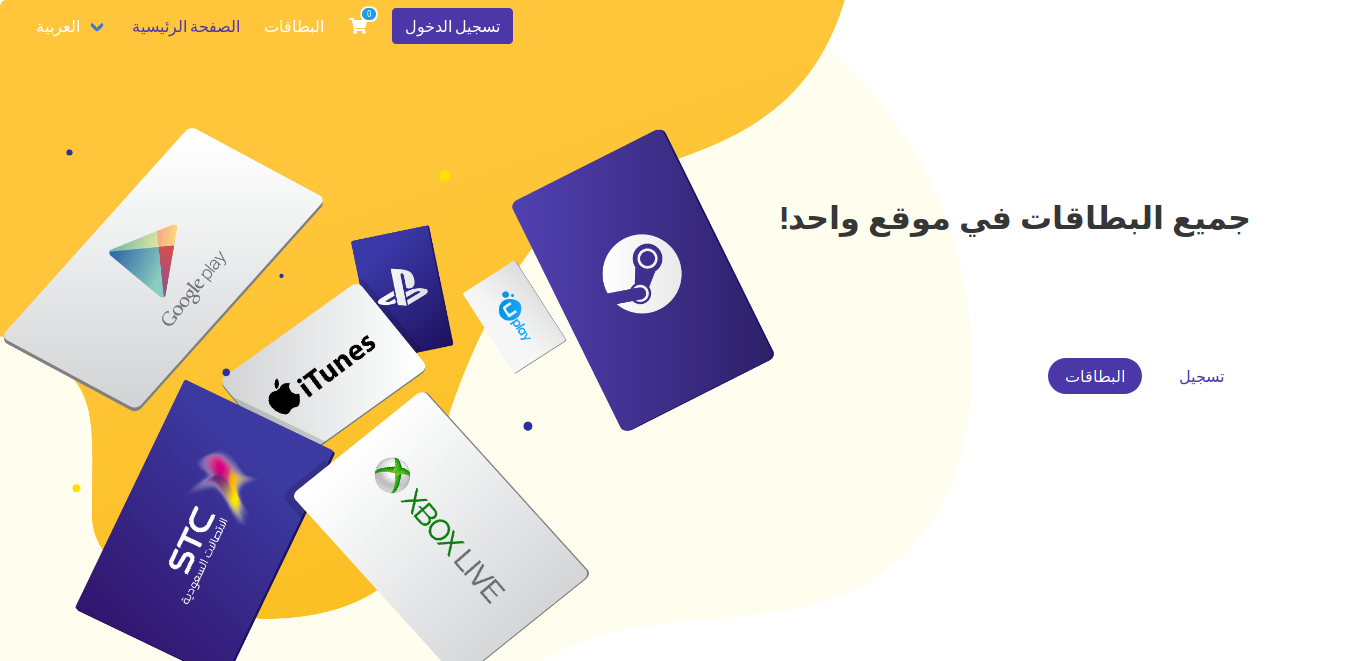 تسجيل الدخول
0
البطاقات
الصفحة الرئيسية
العربية
جميع البطاقات في موقع واحد!
تسجيل
البطاقات
Google play
iTunes
play
STC
الاتصالات السعودية
XBOX LIVE